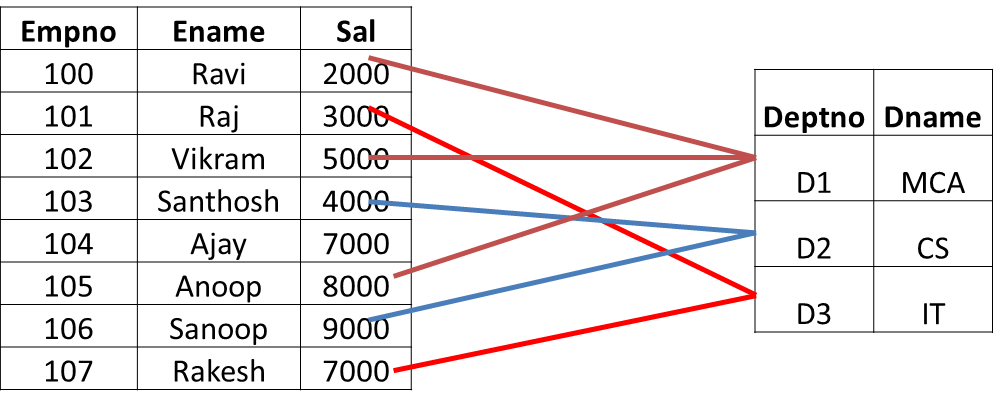 Empno Ename Sal
100 Ravi 2000
101 Raj 3000
102 Vikram 5000
103 Santhosh 4000
104 Ajay 7000
105 Anoop 8000
106 Sanoop 9000
107 Rakesh 7000
Deptno Dname
D1 MCA
D2 CS
D3 IT